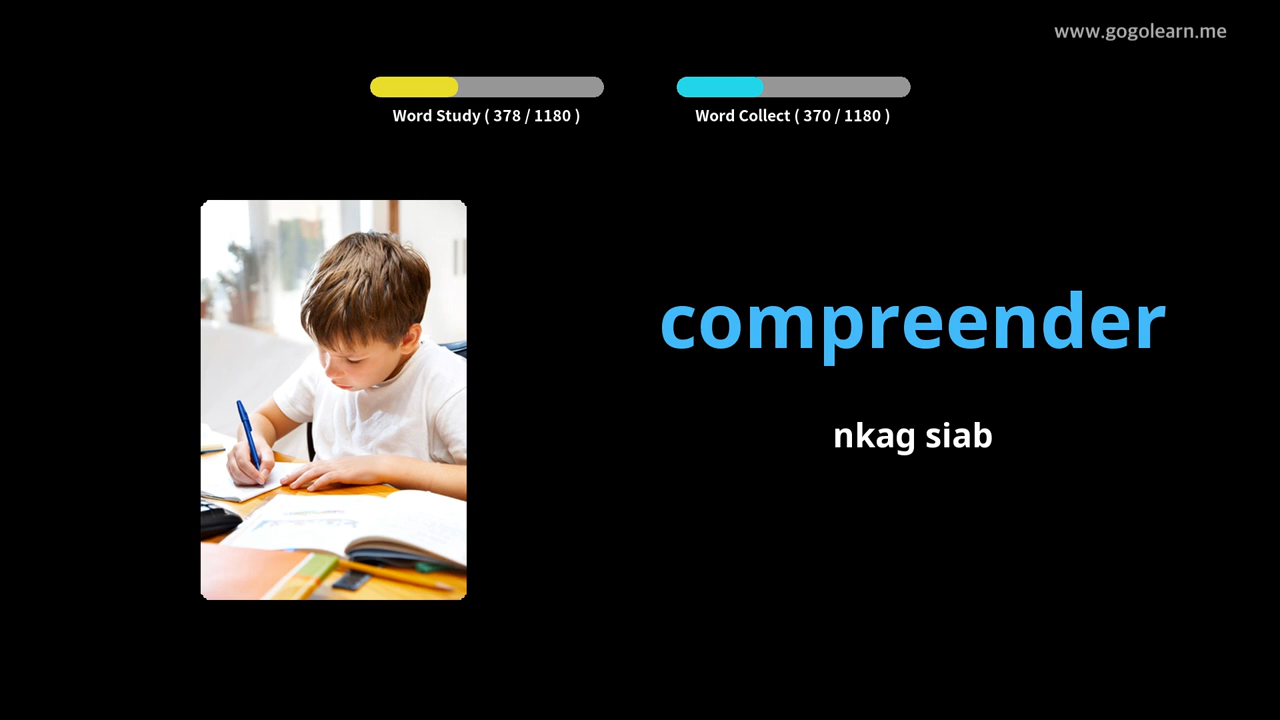 www.gogolearn.me
Word Study ( 378 / 1180 )
Word Collect ( 370 / 1180 )
compreender
nkag siab